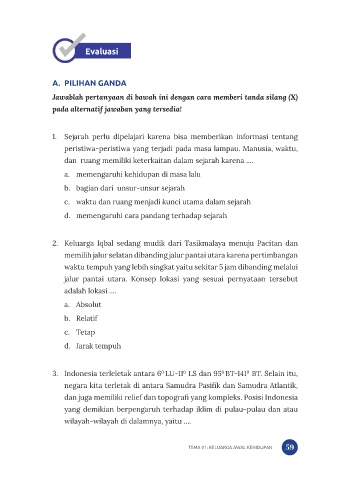 Evaluasi
A. PILIHAN GANDA
Jawablah pertanyaan di bawah ini dengan cara memberi tanda silang (X)
pada alternatif jawaban yang tersedia!
1. Sejarah perlu dipelajari karena bisa memberikan informasi tentang
peristiwa-peristiwa yang terjadi pada masa lampau. Manusia, waktu,
dan ruang memiliki keterkaitan dalam sejarah karena ....
a. memengaruhi kehidupan di masa lalu
b. bagian dari unsur-unsur sejarah
c. waktu dan ruang menjadi kunci utama dalam sejarah
d. memengaruhi cara pandang terhadap sejarah
2. Keluarga Iqbal sedang mudik dari Tasikmalaya menuju Pacitan dan
memilih jalur selatan dibanding jalur pantai utara karena pertimbangan
waktu tempuh yang lebih singkat yaitu sekitar 5 jam dibanding melalui
jalur pantai utara. Konsep lokasi yang sesuai pernyataan tersebut
adalah lokasi ....
a. Absolut
b. Relatif
c. Tetap
d. Jarak tempuh
3. Indonesia terleletak antara 6⁰ LU-11⁰ LS dan 95⁰ BT-141⁰ BT. Selain itu,
negara kita terletak di antara Samudra Pasifik dan Samudra Atlantik,
dan juga memiliki relief dan topografi yang kompleks. Posisi Indonesia
yang demikian berpengaruh terhadap iklim di pulau-pulau dan atau
wilayah-wilayah di dalamnya, yaitu ....
TEMA 01 : KELUARGA AWAL KEHIDUPAN 59